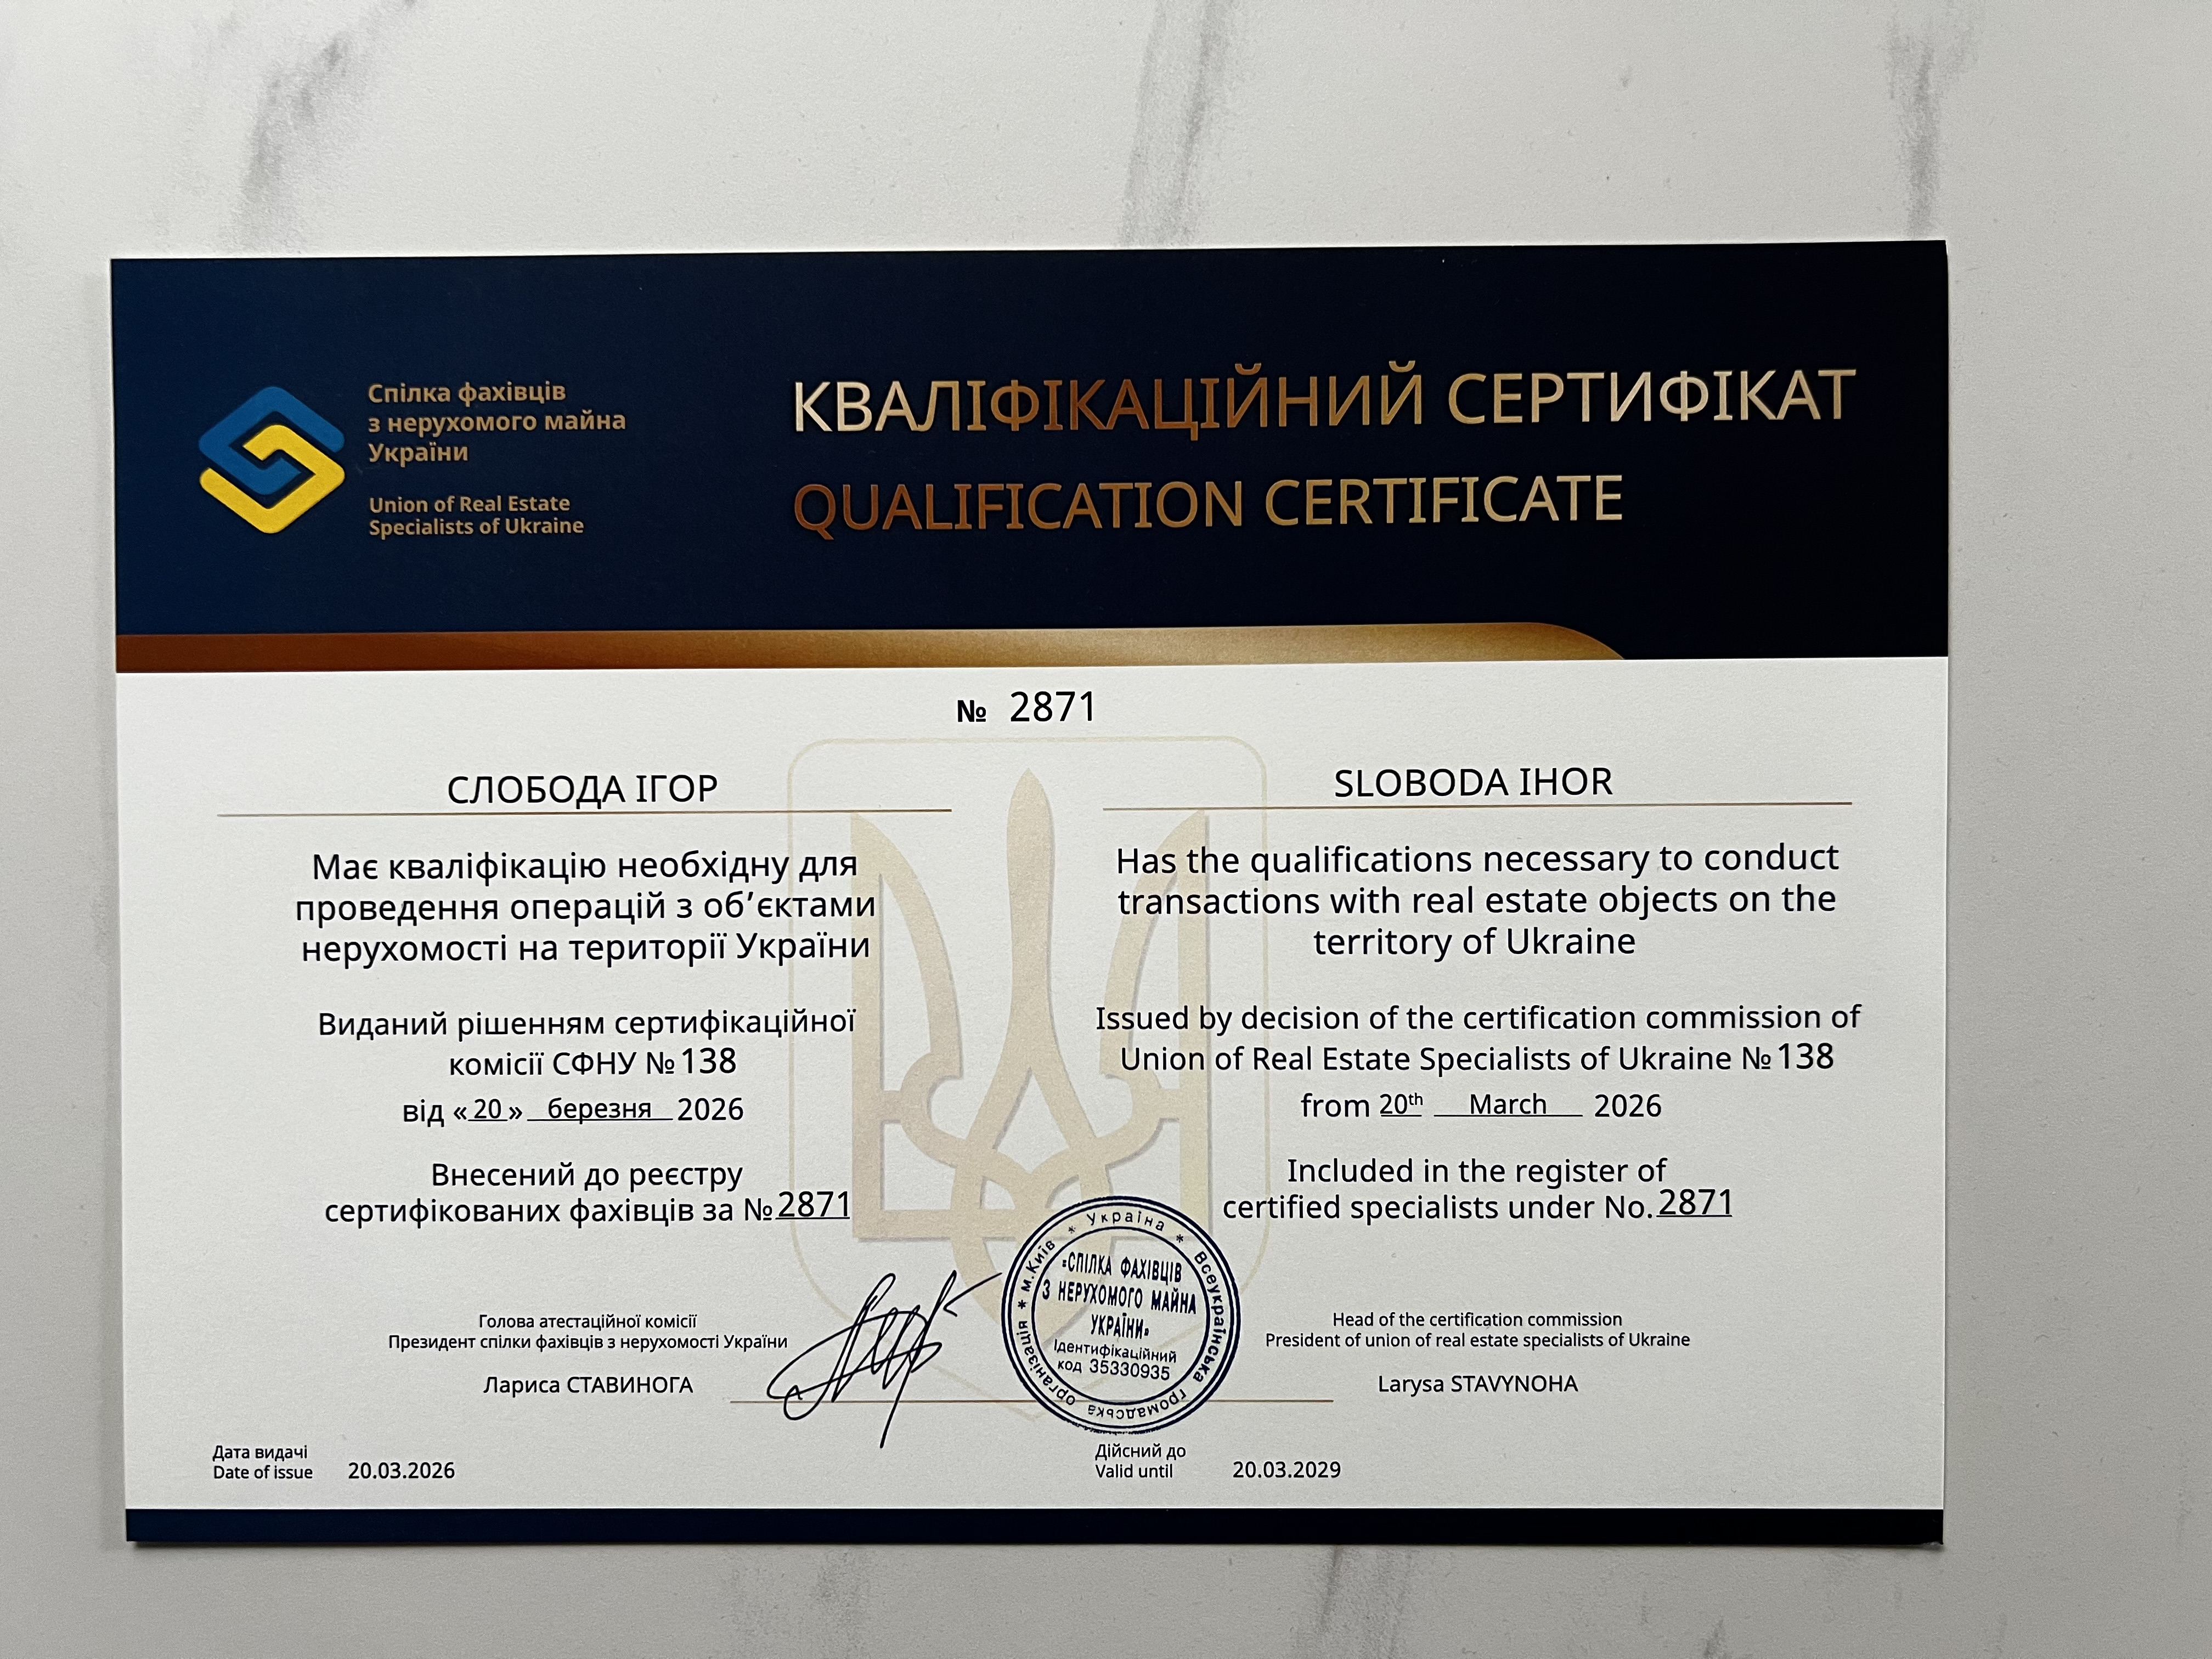 Спілка фахівців
з нерухомого майна
України
Union of Real Estate
Specialists of Ukraine
КВАЛІФІКАЦІЙНИЙ СЕРТИФІКАТ
QUALIFICATION CERTIFICATE
№ 2871
СЛОБОДА ІГОР
Має кваліфікацію необхідну для
проведення операцій з об’єктами
нерухомості на території України
Виданий рішенням сертифікаційної
комісії СФНУ № 138
від «20» березня 2026
Внесений до реєстру
сертифікованих фахівців за № 2871
SLOBODA IHOR
Has the qualifications necessary to conduct
transactions with real estate objects on the
territory of Ukraine
Issued by decision of the certification commission of
Union of Real Estate Specialists of Ukraine № 138
from 20th March 2026
Included in the register of
certified specialists under No. 2871
Голова атестаційної комісії
Президент спілки фахівців з нерухомості України
Лариса СТАВИНОГА
* Україна * Всеукраїнська громадська організація * м.Київ
«СПІЛКА ФАХІВЦІВ
З НЕРУХОМОГО МАЙНА
УКРАЇНИ»
Ідентифікаційний
код 35330935
Head of the certification commission
President of union of real estate specialists of Ukraine
Larysa STAVYNOHA
Дата видачі
Date of issue 20.03.2026
Дійсний до
Valid until 20.03.2029